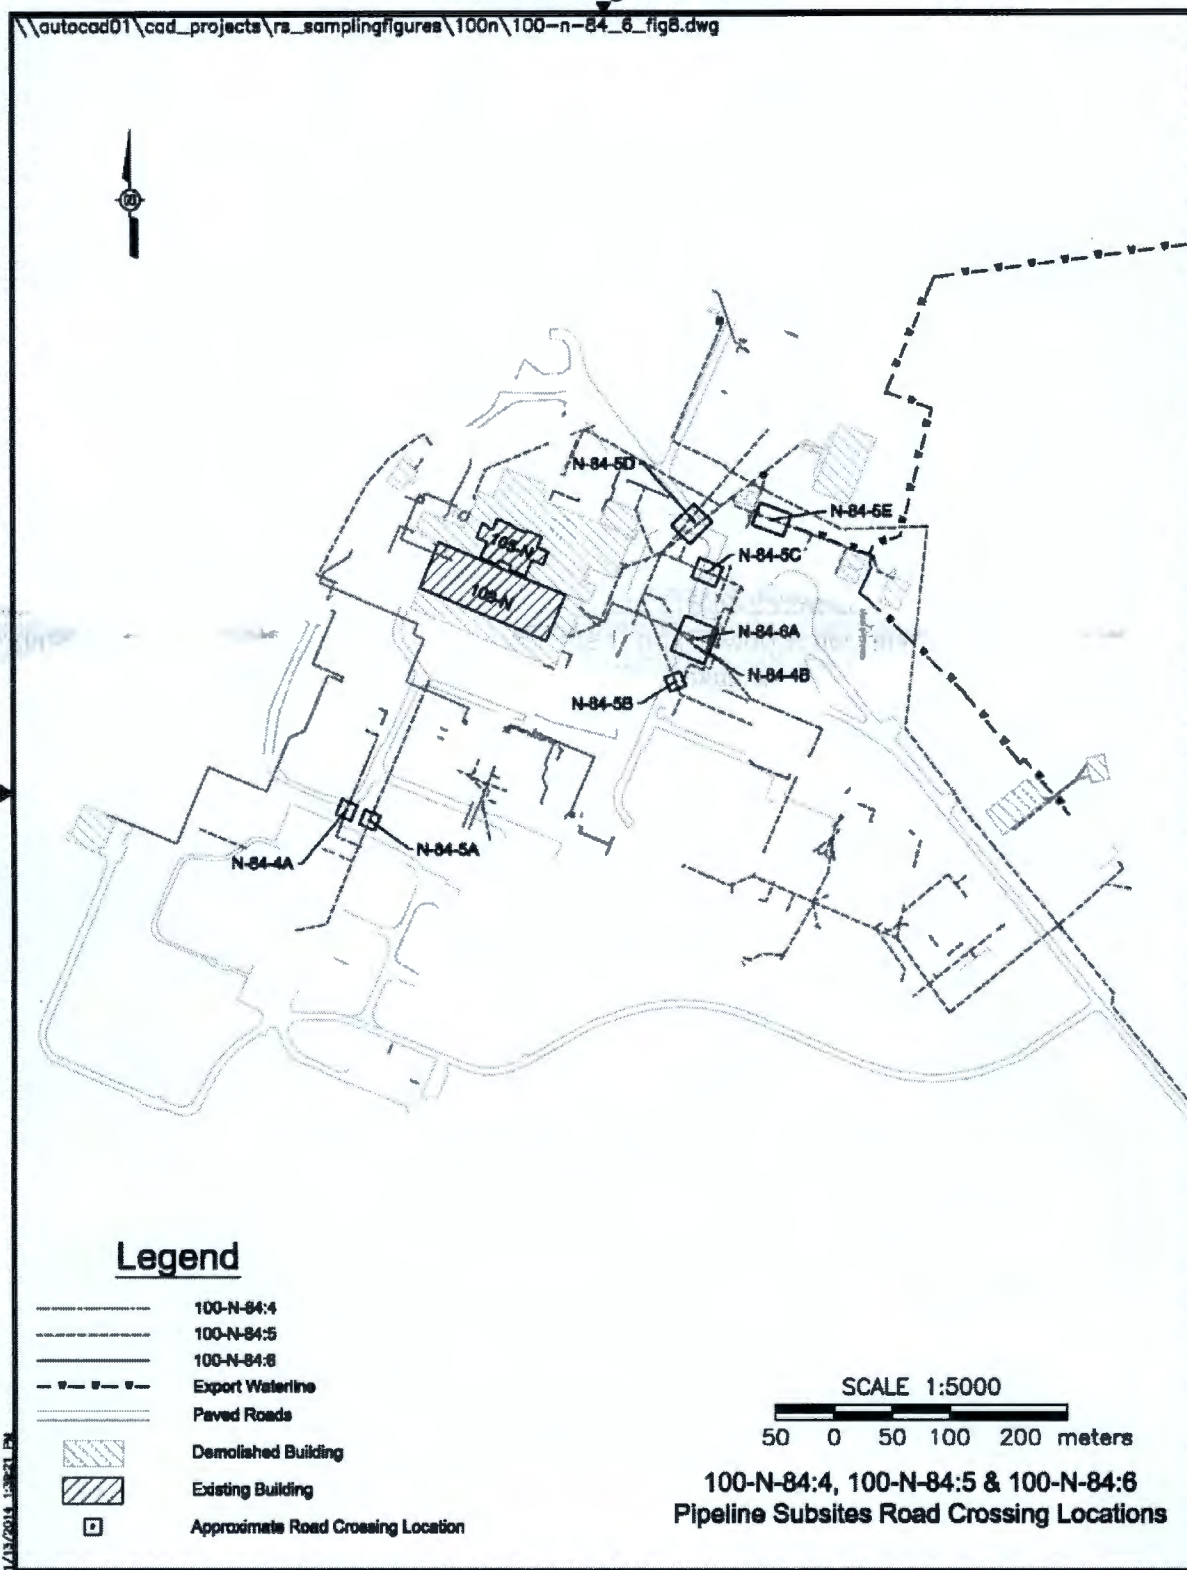 \\autocad01\cad_projects\rs_samplingfigures\100n\100-n-84_6_fig8.dwg
N-84-5D
N-84-5E
105-N
N-84-5C
109-N
N-84-6A
N-84-4B
N-84-5B
N-84-5A
N-84-4A
Legend
100-N-84:4
100-N-84:5
100-N-84:6
Export Waterline
Paved Roads
Demolished Building
Existing Building
Approximate Road Crossing Location
SCALE 1:5000
50 0 50 100 200 meters
100-N-84:4, 100-N-84:5 & 100-N-84:6
Pipeline Subsites Road Crossing Locations